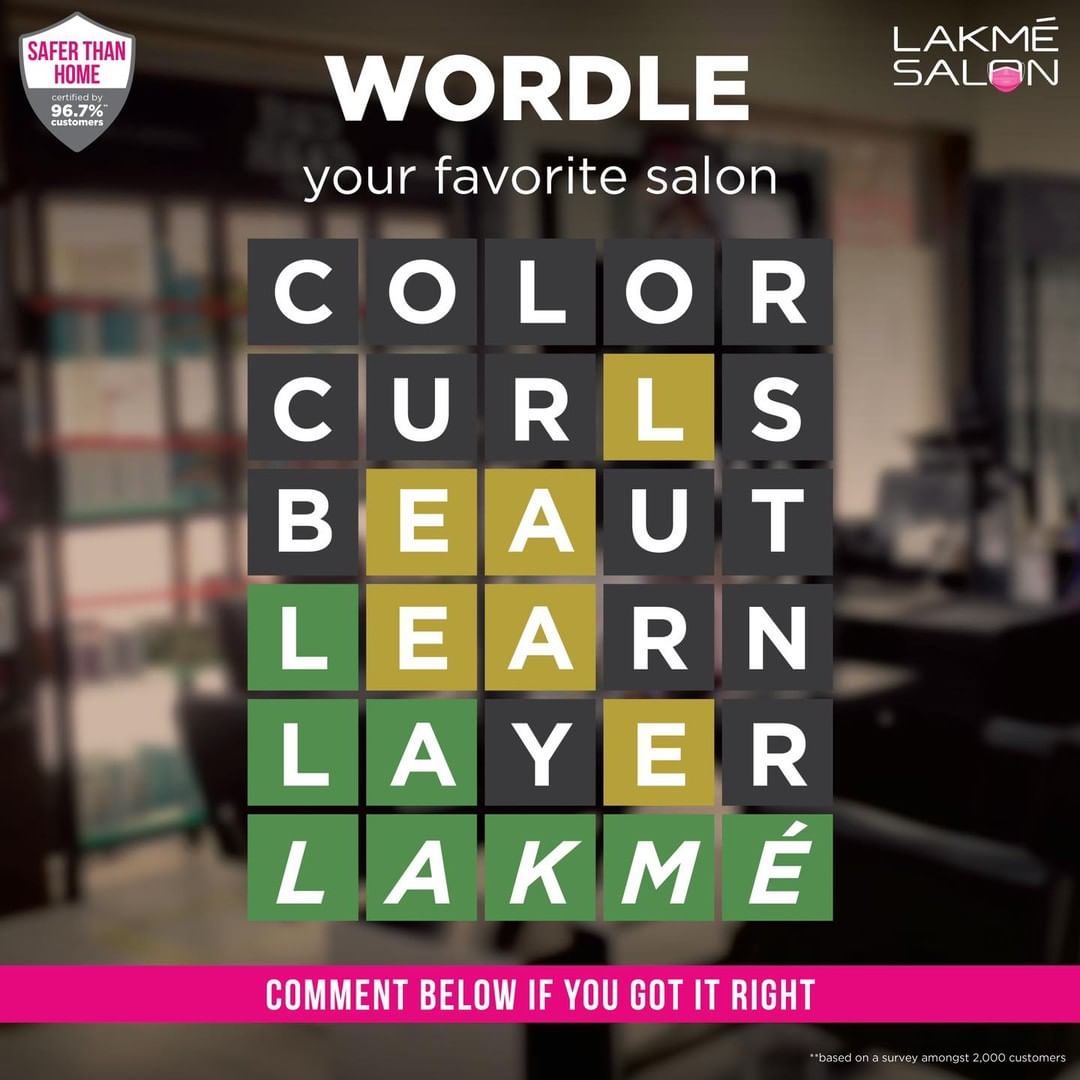 SAFER THAN
HOME
certified by
96.7%**
customers
LAKMÉ
SALON
WORDLE
your favorite salon
COLOR
CURLS
BEAUT
LEARN
LAYER
LAKMÉ
COMMENT BELOW IF YOU GOT IT RIGHT
**based on a survey amongst 2,000 customers